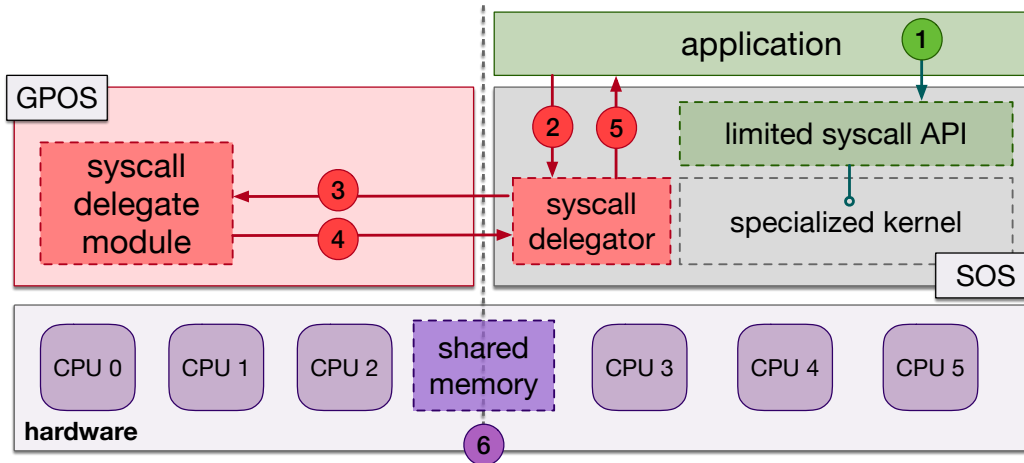 application
1
GPOS
2
5
limited syscall API
syscall
delegate
module
3
4
syscall
delegator
specialized kernel
SOS
CPU 0
CPU 1
CPU 2
shared
memory
CPU 3
CPU 4
CPU 5
hardware
6